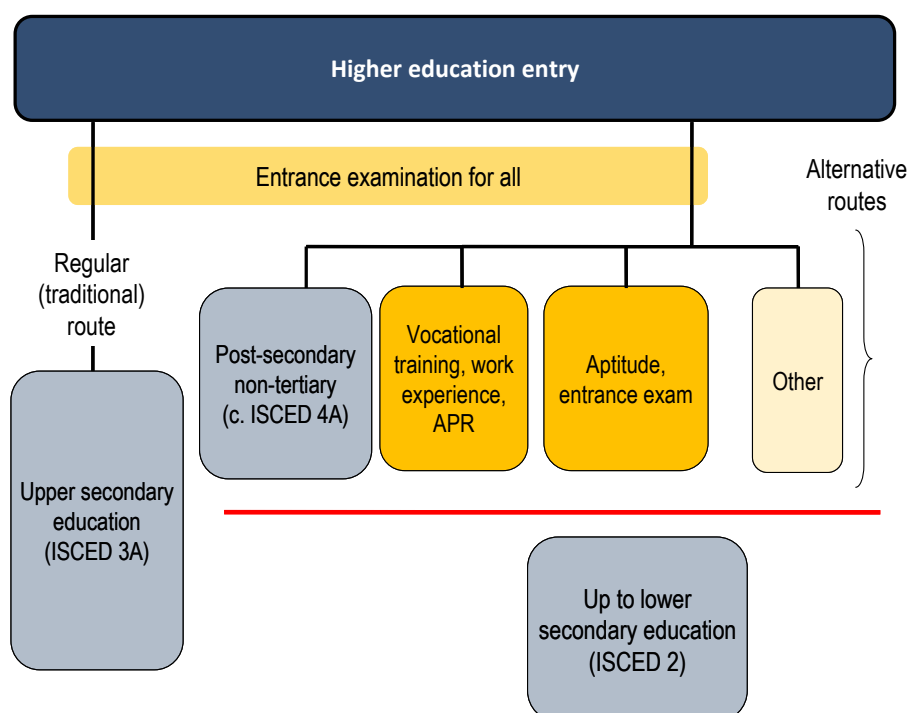 Higher education entry
Entrance examination for all
Alternative
routes
Regular
(traditional)
route
Post-secondary
non-tertiary
(c. ISCED 4A)
Vocational
training, work
experience,
APR
Aptitude,
entrance exam
Other
Upper secondary
education
(ISCED 3A)
Up to lower
secondary education
(ISCED 2)